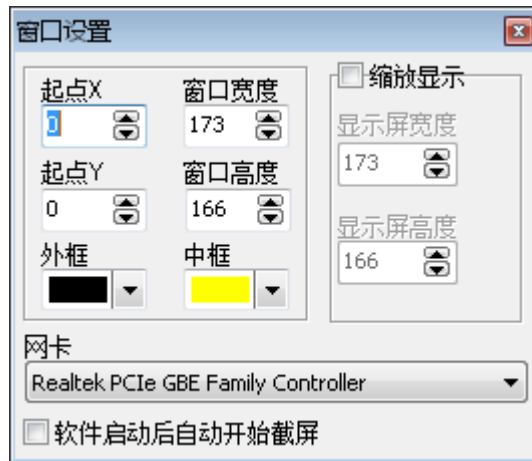 窗口设置
起点X 窗口宽度
0 173
起点Y 窗口高度
0 166
外框 中框
缩放显示
显示屏宽度
173
显示屏高度
166
网卡
Realtek PCIe GBE Family Controller
软件启动后自动开始截屏